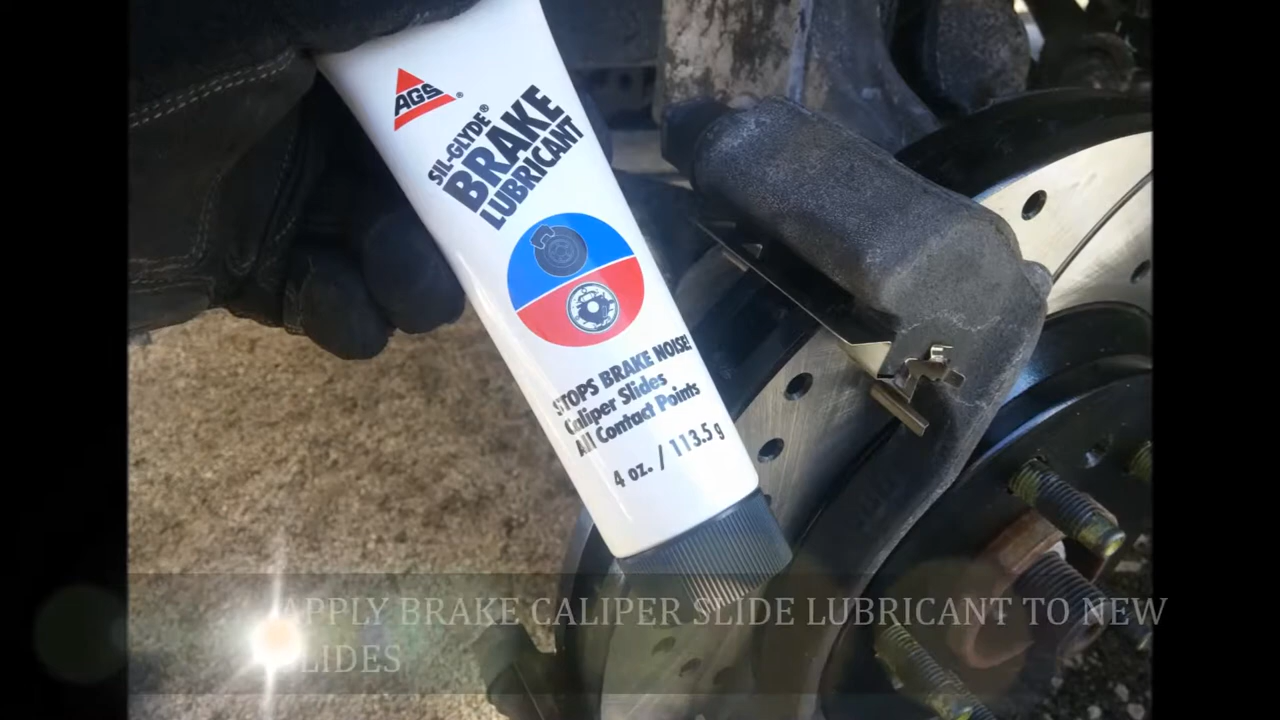 AGS®
SIL-GLYDE®
BRAKE
LUBRICANT
STOPS BRAKE NOISE!
Caliper Slides
All Contact Points
4 oz. / 113.5 g
APPLY BRAKE CALIPER SLIDE LUBRICANT TO NEW
LIDES